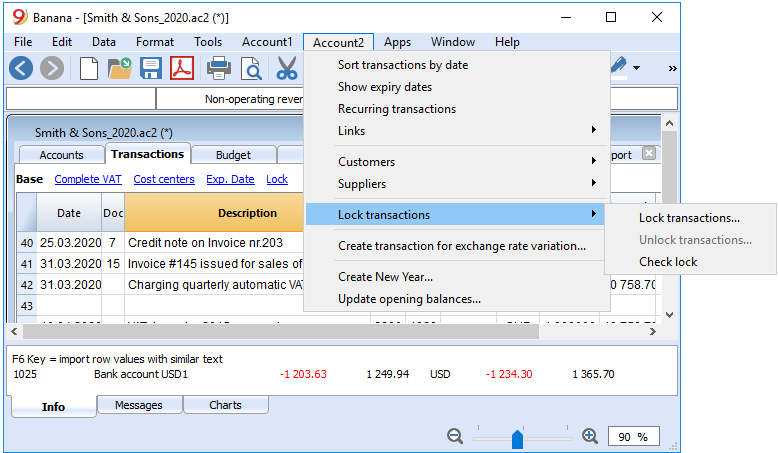 Banana - [Smith & Sons_2020.ac2 (*)]
File Edit Data Format Tools Account1 Account2 Apps Window Help
»
Non-operating rever
Smith & Sons_2020.ac2 (*)
Accounts Transactions Budget port
Base Complete VAT Cost centers Exp. Date Lock
Date Doc Description
40 25.03.2020 7 Credit note on Invoice nr.203
41 31.03.2020 15 Invoice #145 issued for sales of
42 31.03.2020 Charging quarterly automatic VA 0 758.70
43
Sort transactions by date
Show expiry dates
Recurring transactions
Links
Customers
Suppliers
Lock transactions
Create transaction for exchange rate variation...
Create New Year...
Update opening balances...
Lock transactions...
Unlock transactions...
Check lock
F6 Key = import row values with similar text
1025 Bank account USD1 -1 203.63 1 249.94 USD -1 234.30 1 365.70
Info Messages Charts
90 %